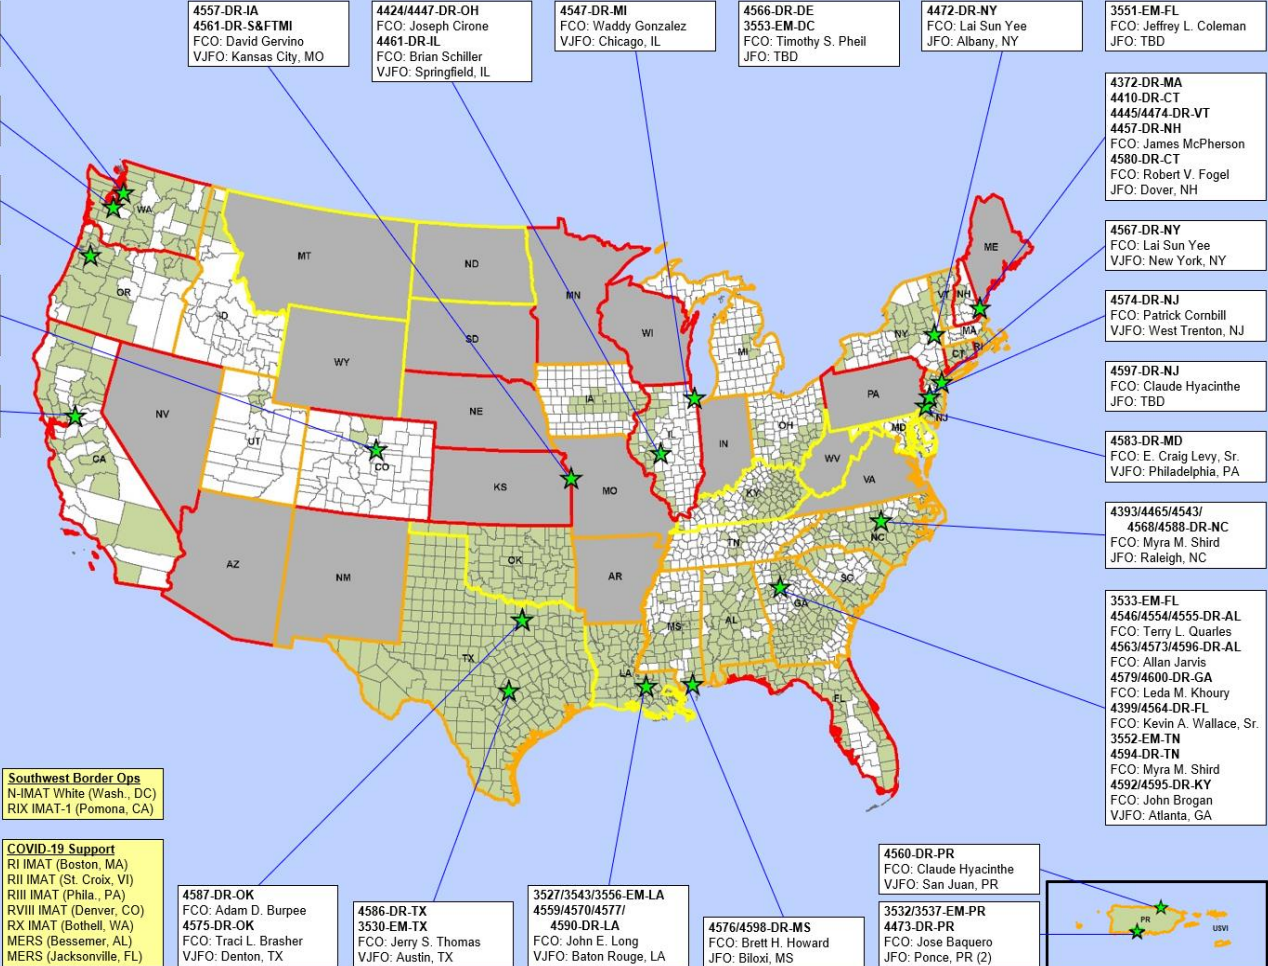 4557-DR-IA
4561-DR-S&FTMI
FCO: David Gervino
VJFO: Kansas City, MO
4424/4447-DR-OH
FCO: Joseph Cirone
4461-DR-IL
FCO: Brian Schiller
VJFO: Springfield, IL
4547-DR-MI
FCO: Waddy Gonzalez
VJFO: Chicago, IL
4566-DR-DE
3553-EM-DC
FCO: Timothy S. Pheil
JFO: TBD
4472-DR-NY
FCO: Lai Sun Yee
JFO: Albany, NY
3551-EM-FL
FCO: Jeffrey L. Coleman
JFO: TBD
4372-DR-MA
4410-DR-CT
4445/4474-DR-VT
4457-DR-NH
FCO: James McPherson
4580-DR-CT
FCO: Robert V. Fogel
JFO: Dover, NH
4567-DR-NY
FCO: Lai Sun Yee
VJFO: New York, NY
4574-DR-NJ
FCO: Patrick Cornbill
VJFO: West Trenton, NJ
4597-DR-NJ
FCO: Claude Hyacinthe
JFO: TBD
4583-DR-MD
FCO: E. Craig Levy, Sr.
VJFO: Philadelphia, PA
4393/4465/4543/
4568/4588-DR-NC
FCO: Myra M. Shird
JFO: Raleigh, NC
3533-EM-FL
4546/4554/4555-DR-AL
FCO: Terry L. Quarles
4563/4573/4596-DR-AL
FCO: Allan Jarvis
4579/4600-DR-GA
FCO: Leda M. Khoury
4399/4564-DR-FL
FCO: Kevin A. Wallace, Sr.
3552-EM-TN
4594-DR-TN
FCO: Myra M. Shird
4592/4595-DR-KY
FCO: John Brogan
VJFO: Atlanta, GA
WA
MT
ND
MN
ME
OR
ID
SD
WI
MI
VT
NH
NY
MA
CT
RI
WY
NV
UT
CO
NE
IA
PA
NJ
OH
IN
MD
WV
VA
CA
KS
MO
KY
AZ
NM
OK
AR
TN
NC
SC
TX
LA
MS
AL
GA
FL
Southwest Border Ops
N-IMAT White (Wash., DC)
RIX IMAT-1 (Pomona, CA)
COVID-19 Support
RI IMAT (Boston, MA)
RII IMAT (St. Croix, VI)
RIII IMAT (Phila., PA)
RVIII IMAT (Denver, CO)
RX IMAT (Bothell, WA)
MERS (Bessemer, AL)
MERS (Jacksonville, FL)
4587-DR-OK
FCO: Adam D. Burpee
4575-DR-OK
FCO: Traci L. Brasher
VJFO: Denton, TX
4586-DR-TX
3530-EM-TX
FCO: Jerry S. Thomas
VJFO: Austin, TX
3527/3543/3556-EM-LA
4559/4570/4577/
4590-DR-LA
FCO: John E. Long
VJFO: Baton Rouge, LA
4576/4598-DR-MS
FCO: Brett H. Howard
JFO: Biloxi, MS
4560-DR-PR
FCO: Claude Hyacinthe
VJFO: San Juan, PR
3532/3537-EM-PR
4473-DR-PR
FCO: Jose Baquero
JFO: Ponce, PR (2)
PR
USVI